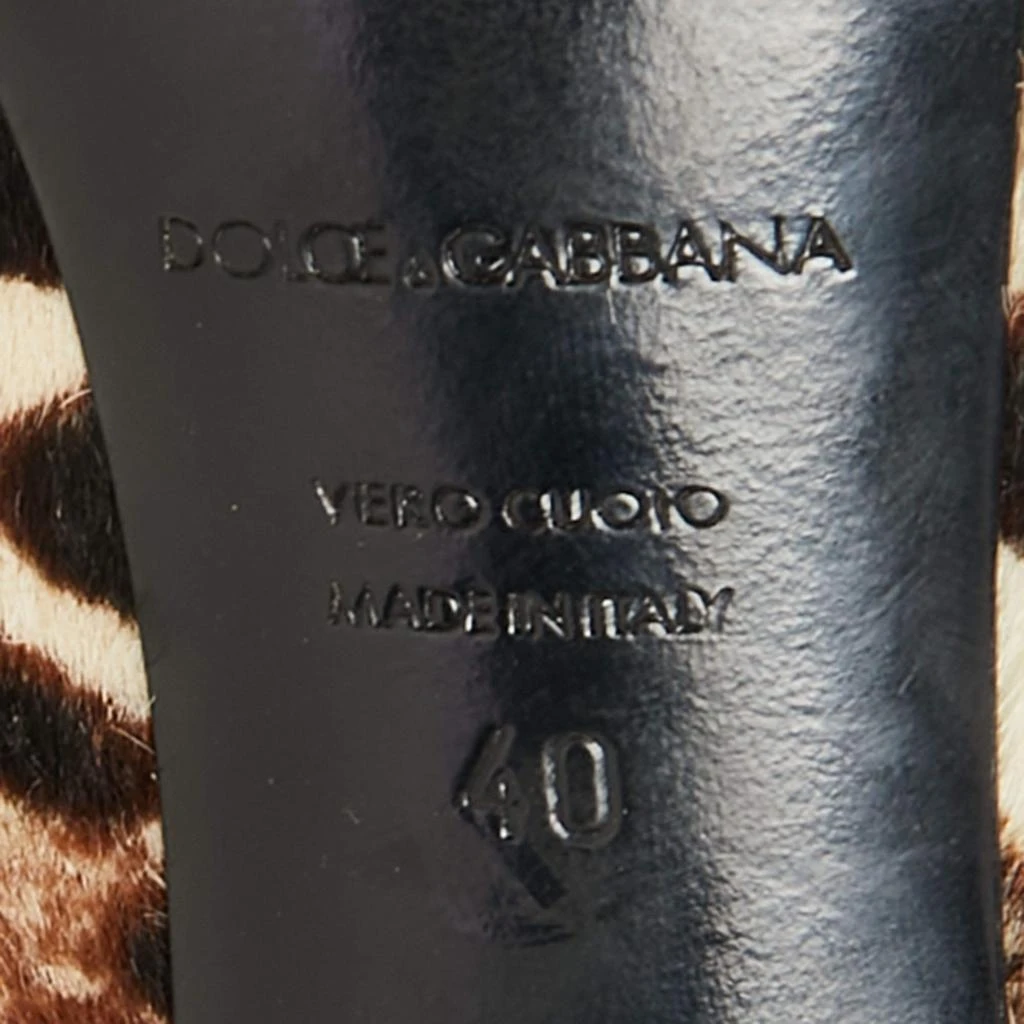 DOLCE & GABBANA
VERO CUOIO
MADE IN ITALY
40